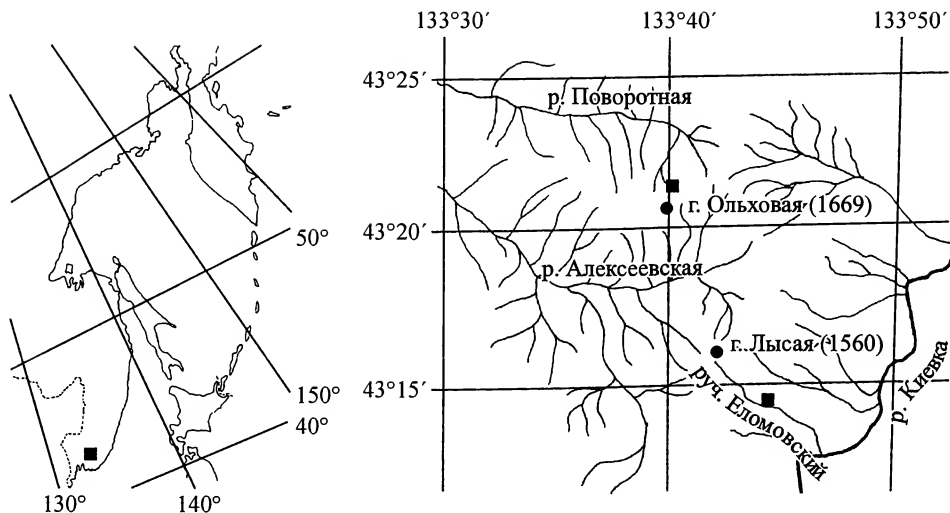 133°30´
133°40´
133°50´
43°25´
р. Поворотная
г. Ольховая (1669)
43°20´
р. Алексеевская
г. Лысая (1560)
43°15´
руч. Еломовский
р. Киевка
50°
150°
40°
130°
140°